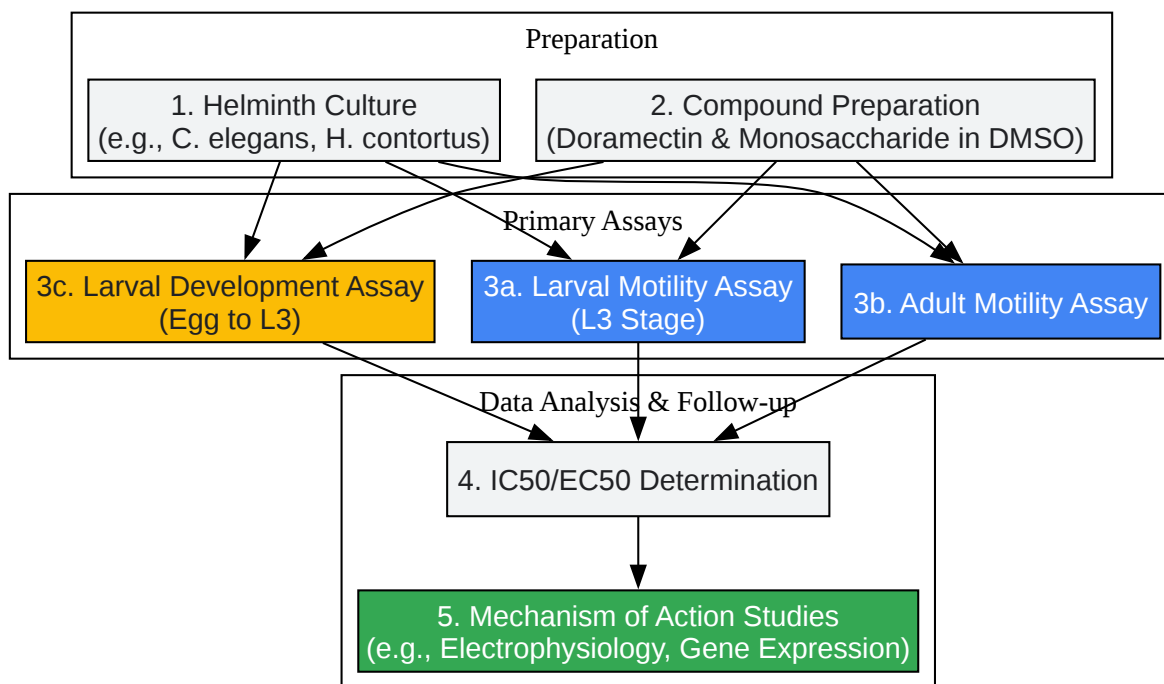 Preparation
1. Helminth Culture
(e.g., C. elegans, H. contortus)
2. Compound Preparation
(Doramectin & Monosaccharide in DMSO)
Primary Assays
3c. Larval Development Assay
(Egg to L3)
3a. Larval Motility Assay
(L3 Stage)
3b. Adult Motility Assay
Data Analysis & Follow-up
4. IC50/EC50 Determination
5. Mechanism of Action Studies
(e.g., Electrophysiology, Gene Expression)